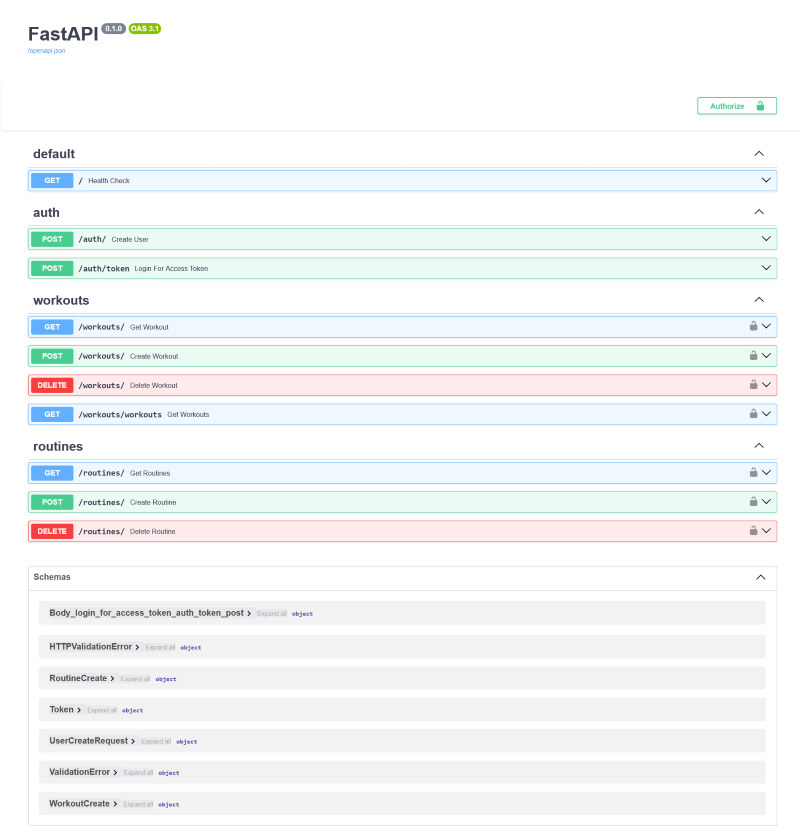 FastAPI 0.1.0 OAS 3.1
/openapi.json
Authorize
default
GET / Health Check
auth
POST /auth/ Create User
POST /auth/token Login For Access Token
workouts
GET /workouts/ Get Workout
POST /workouts/ Create Workout
DELETE /workouts/ Delete Workout
GET /workouts/workouts Get Workouts
routines
GET /routines/ Get Routines
POST /routines/ Create Routine
DELETE /routines/ Delete Routine
Schemas
Body_login_for_access_token_auth_token_post Expand all object
HTTPValidationError Expand all object
RoutineCreate Expand all object
Token Expand all object
UserCreateRequest Expand all object
ValidationError Expand all object
WorkoutCreate Expand all object